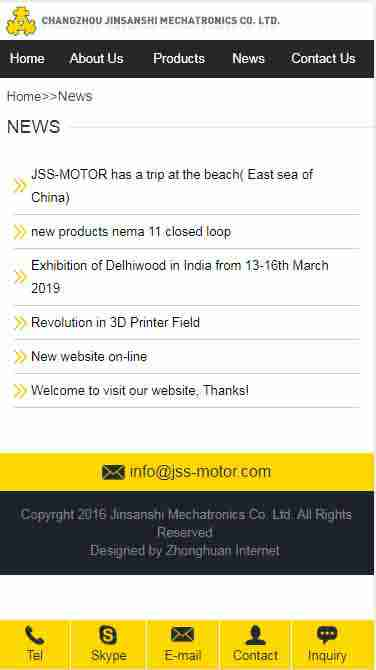 CHANGZHOU JINSANSHI MECHATRONICS CO. LTD.
Home About Us Products News Contact Us
Home>>News
NEWS
JSS-MOTOR has a trip at the beach( East sea of
China)
new products nema 11 closed loop
Exhibition of Delhiwood in India from 13-16th March
2019
Revolution in 3D Printer Field
New website on-line
Welcome to visit our website, Thanks!
info@jss-motor.com
Copyrght 2016 Jinsanshi Mechatronics Co. Ltd. All Rights
Reserved
Designed by Zhonghuan Internet
Tel Skype E-mail Contact Inquiry